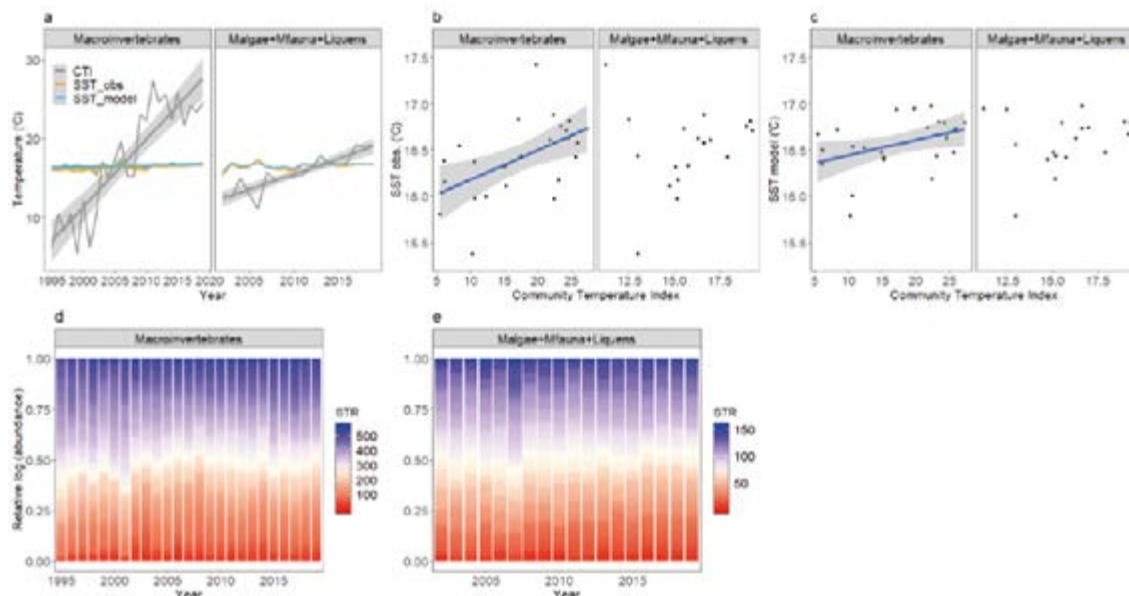 a
b
c
Macroinvertebrates
Malgae+Mfauna+Liquens
Macroinvertebrates
Malgae+Mfauna+Liquens
Macroinvertebrates
Malgae+Mfauna+Liquens
30
20
10
Temperature (°C)
CTI
SST_obs
SST_model
1995 2000 2005 2010 2015 2020
2005 2010 2015
Year
17.5
17.0
16.5
16.0
15.5
SST obs. (°C)
5 10 15 20 25
12.5 15.0 17.5
Community Temperature Index
17.5
17.0
16.5
16.0
15.5
SST model (°C)
5 10 15 20 25
12.5 15.0 17.5
Community Temperature Index
d
e
Macroinvertebrates
Malgae+Mfauna+Liquens
1.00
0.75
0.50
0.25
0.00
Relative log (abundance)
1995 2000 2005 2010 2015
Year
STR
500
400
300
200
100
1.00
0.75
0.50
0.25
0.00
2005 2010 2015
Year
STR
150
100
50